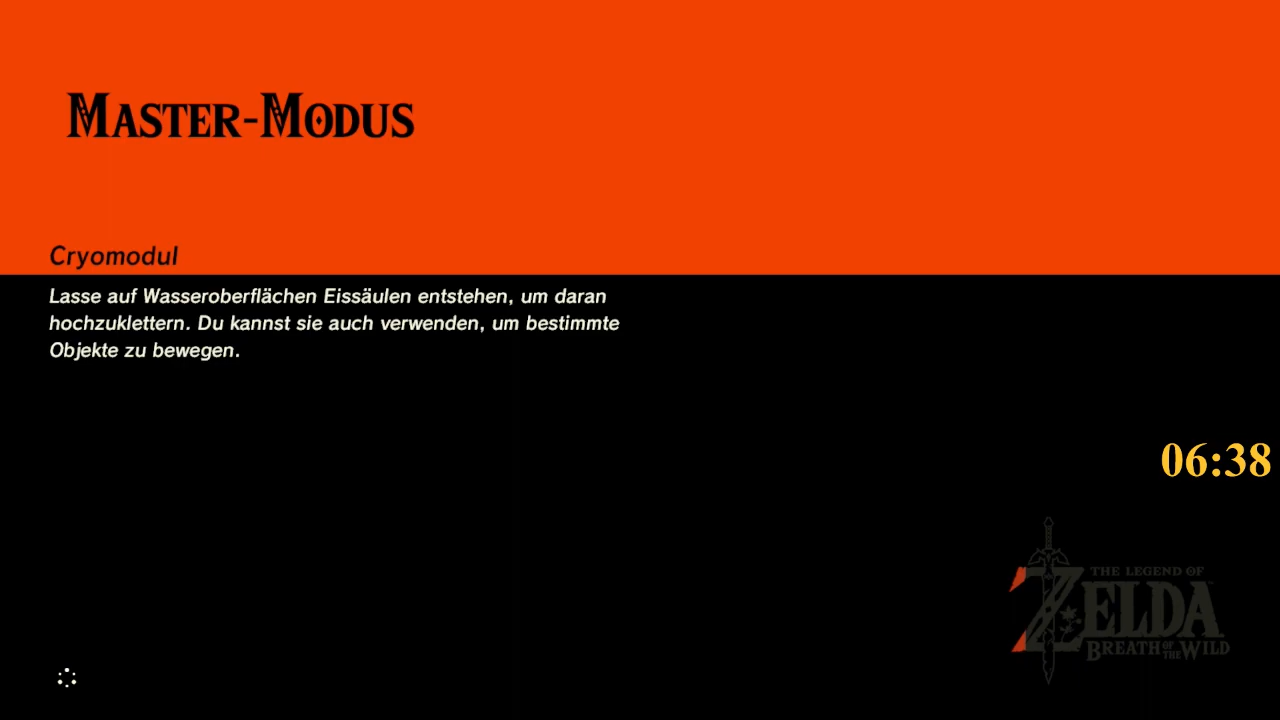 MASTER-MODUS
Cryomodul
Lasse auf Wasseroberflächen Eissäulen entstehen, um daran
hochzuklettern. Du kannst sie auch verwenden, um bestimmte
Objekte zu bewegen.
06:38
THE LEGEND OF
ZELDA
BREATH OF THE WILD